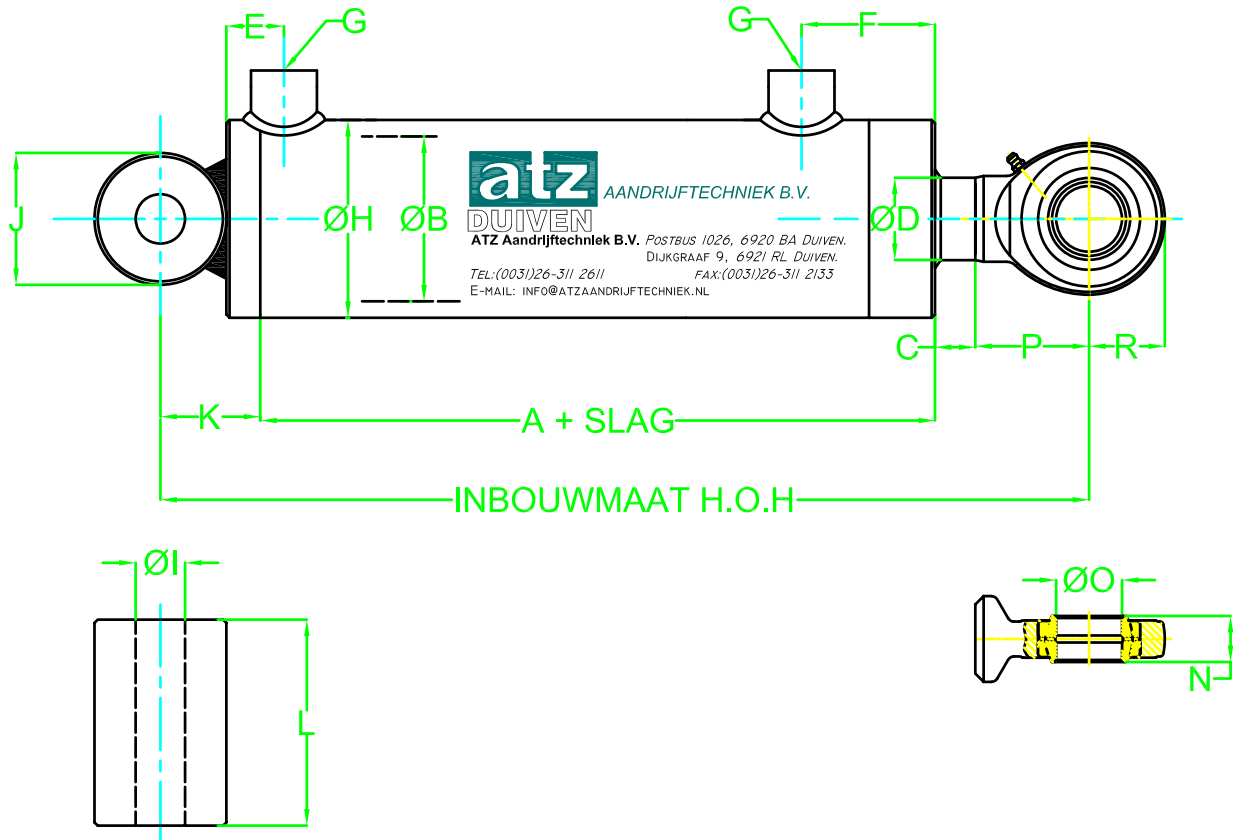 E G G F
atz
AANDRIJFTECHNIEK B.V.
DUIVEN
J ØH ØB ØD
ATZ Aandrijftechniek B.V. POSTBUS 1026, 6920 BA DUIVEN.
DIJKGRAAF 9, 6921 RL DUIVEN.
TEL:(0031)26-311 2611 FAX:(0031)26-311 2133
E-MAIL: INFO@ATZAANDRIJFTECHNIEK.NL
C P R
K A + SLAG
INBOUWMAAT H.O.H
ØI ØO
N
L